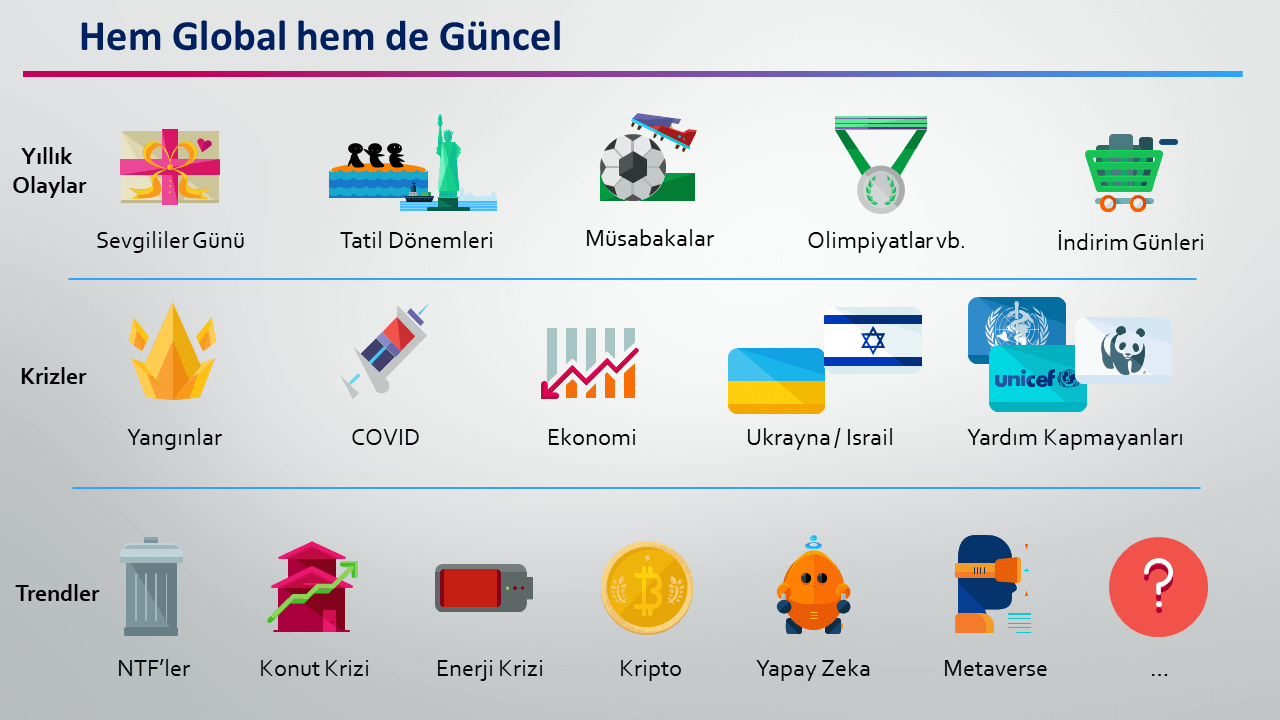 Hem Global hem de Güncel
Yıllık
Olaylar
Sevgililer Günü
Tatil Dönemleri
Müsabakalar
Olimpiyatlar vb.
İndirim Günleri
Krizler
unicef
Yangınlar
COVID
Ekonomi
Ukrayna / Israil
Yardım Kapmayanları
Trendler
?
NTF’ler
Konut Krizi
Enerji Krizi
Kripto
Yapay Zeka
Metaverse
...